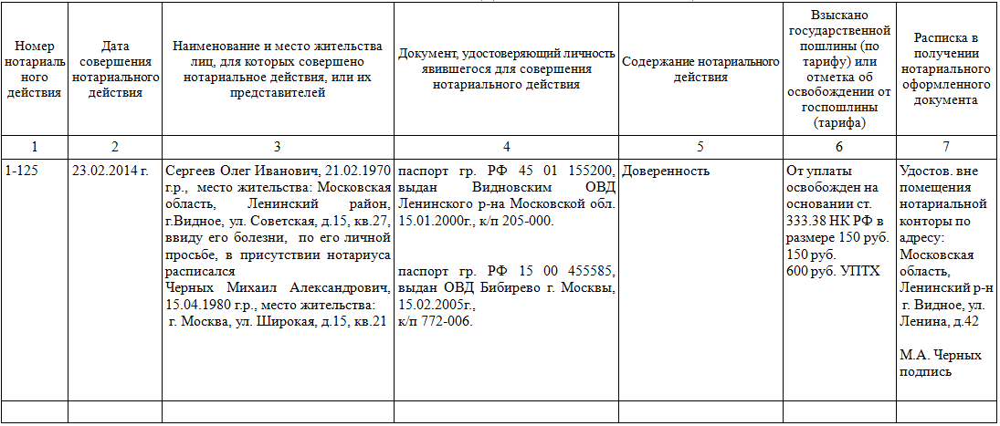 Номер
нотариаль
ного
действия
Дата
совершения
нотариального
действия
Наименование и место жительства
лиц, для которых совершено
нотариальное действия, или их
представителей
Документ, удостоверяющий личность
явившегося для совершения
нотариального действия
Содержание нотариального
действия
Взыскано
государственной
пошлины (по
тарифу) или
отметка об
освобождении от
госпошлины
(тарифа)
Расписка в
получении
нотариального
оформленного
документа
1
2
3
4
5
6
7
1-125
23.02.2014 г.
Сергеев Олег Иванович, 21.02.1970
г.р., место жительства: Московская
область, Ленинский район,
г.Видное, ул. Советская, д.15, кв.27,
ввиду его болезни, по его личной
просьбе, в присутствии нотариуса
расписался
Черных Михаил Александрович,
15.04.1980 г.р., место жительства:
г. Москва, ул. Широкая, д.15, кв.21
паспорт гр. РФ 45 01 155200,
выдан Видновским ОВД
Ленинского р-на Московской обл.
15.01.2000г., к/п 205-000.
паспорт гр. РФ 15 00 455585,
выдан ОВД Бибирево г. Москвы,
15.02.2005г.,
к/п 772-006.
Доверенность
От уплаты
освобожден на
основании ст.
333.38 НК РФ в
размере 150 руб.
150 руб.
600 руб. УПТХ
Удостов. вне
помещения
нотариальной
конторы по
адресу:
Московская
область,
Ленинский р-н
г. Видное, ул.
Ленина, д.42
М.А. Черных
подпись